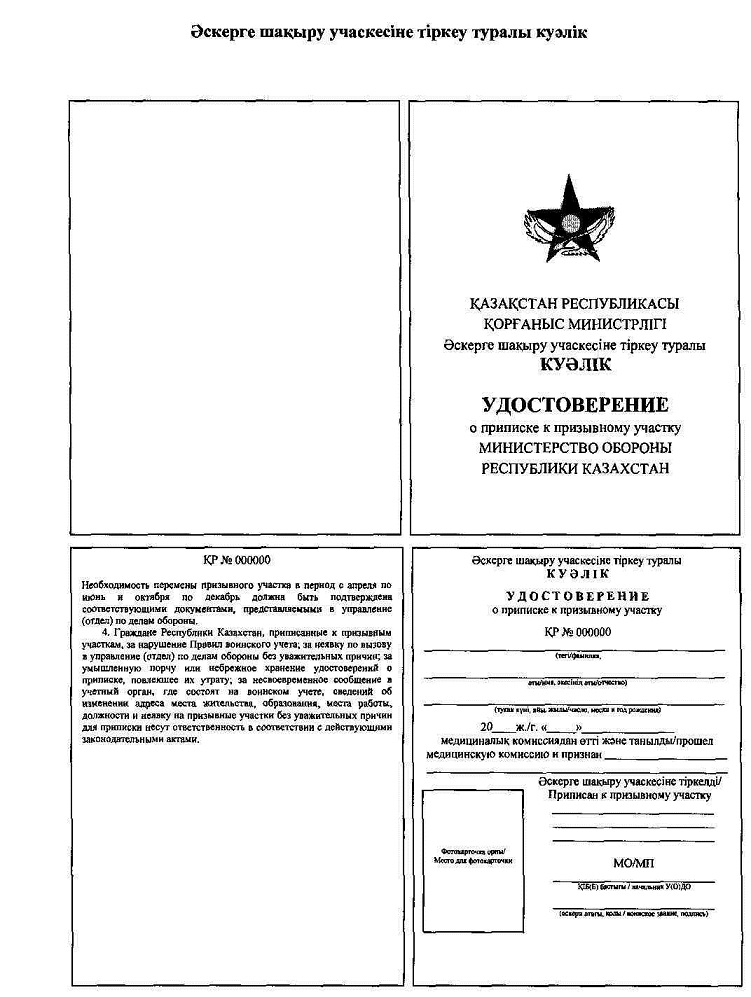 Әскерге шақыру учаскесіне тіркеу туралы куәлік
ҚАЗАҚСТАН РЕСПУБЛИКАСЫ
ҚОРҒАНЫС МИНИСТРЛІГІ
Әскерге шақыру учаскесіне тіркеу туралы
КУӘЛІК
УДОСТОВЕРЕНИЕ
о приписке к призывному участку
МИНИСТЕРСТВО ОБОРОНЫ
РЕСПУБЛИКИ КАЗАХСТАН
ҚР № 000000
Необходимость перемены призывного участка в период с апреля по
июнь и октября по декабрь должна быть подтверждена
соответствующими документами, представляемыми в управление
(отдел) по делам обороны.
4. Граждане Республики Казахстан, приписанные к призывным
участкам, за нарушение Правил воинского учета; за неявку по вызову
в управление (отдел) по делам обороны без уважительных причин; за
умышленную порчу или небрежное хранение удостоверений о
приписке, повлекшее их утрату; за несвоевременное сообщение в
учетный орган, где состоят на воинском учете, сведений об
изменении адреса места жительства, образования, места работы,
должности и неявку на призывные участки без уважительных причин
для приписки несут ответственность в соответствии с действующими
законодательными актами.
Әскерге шақыру учаскесіне тіркеу туралы
КУӘЛІК
УДОСТОВЕРЕНИЕ
о приписке к призывному участку
ҚР № 000000
(тегі/фамилия,
аты/имя, әкесінің аты/отчество)
(туған күні, айы, жылы/число, месяц и год рождения)
20____ж./г. «____»______________
медициналық комиссиядан өтті және танылды/прошел
медицинскую комиссию и признан ________________
Әскерге шақыру учаскесіне тіркелді/
Приписан к призывному участку
Фотокарточка орны/
Место для фотокарточки
МО/МП
ҚІБ(Б) бастығы / начальник У(О)ДО
(әскери атағы, қолы / воинское звание, подпись)